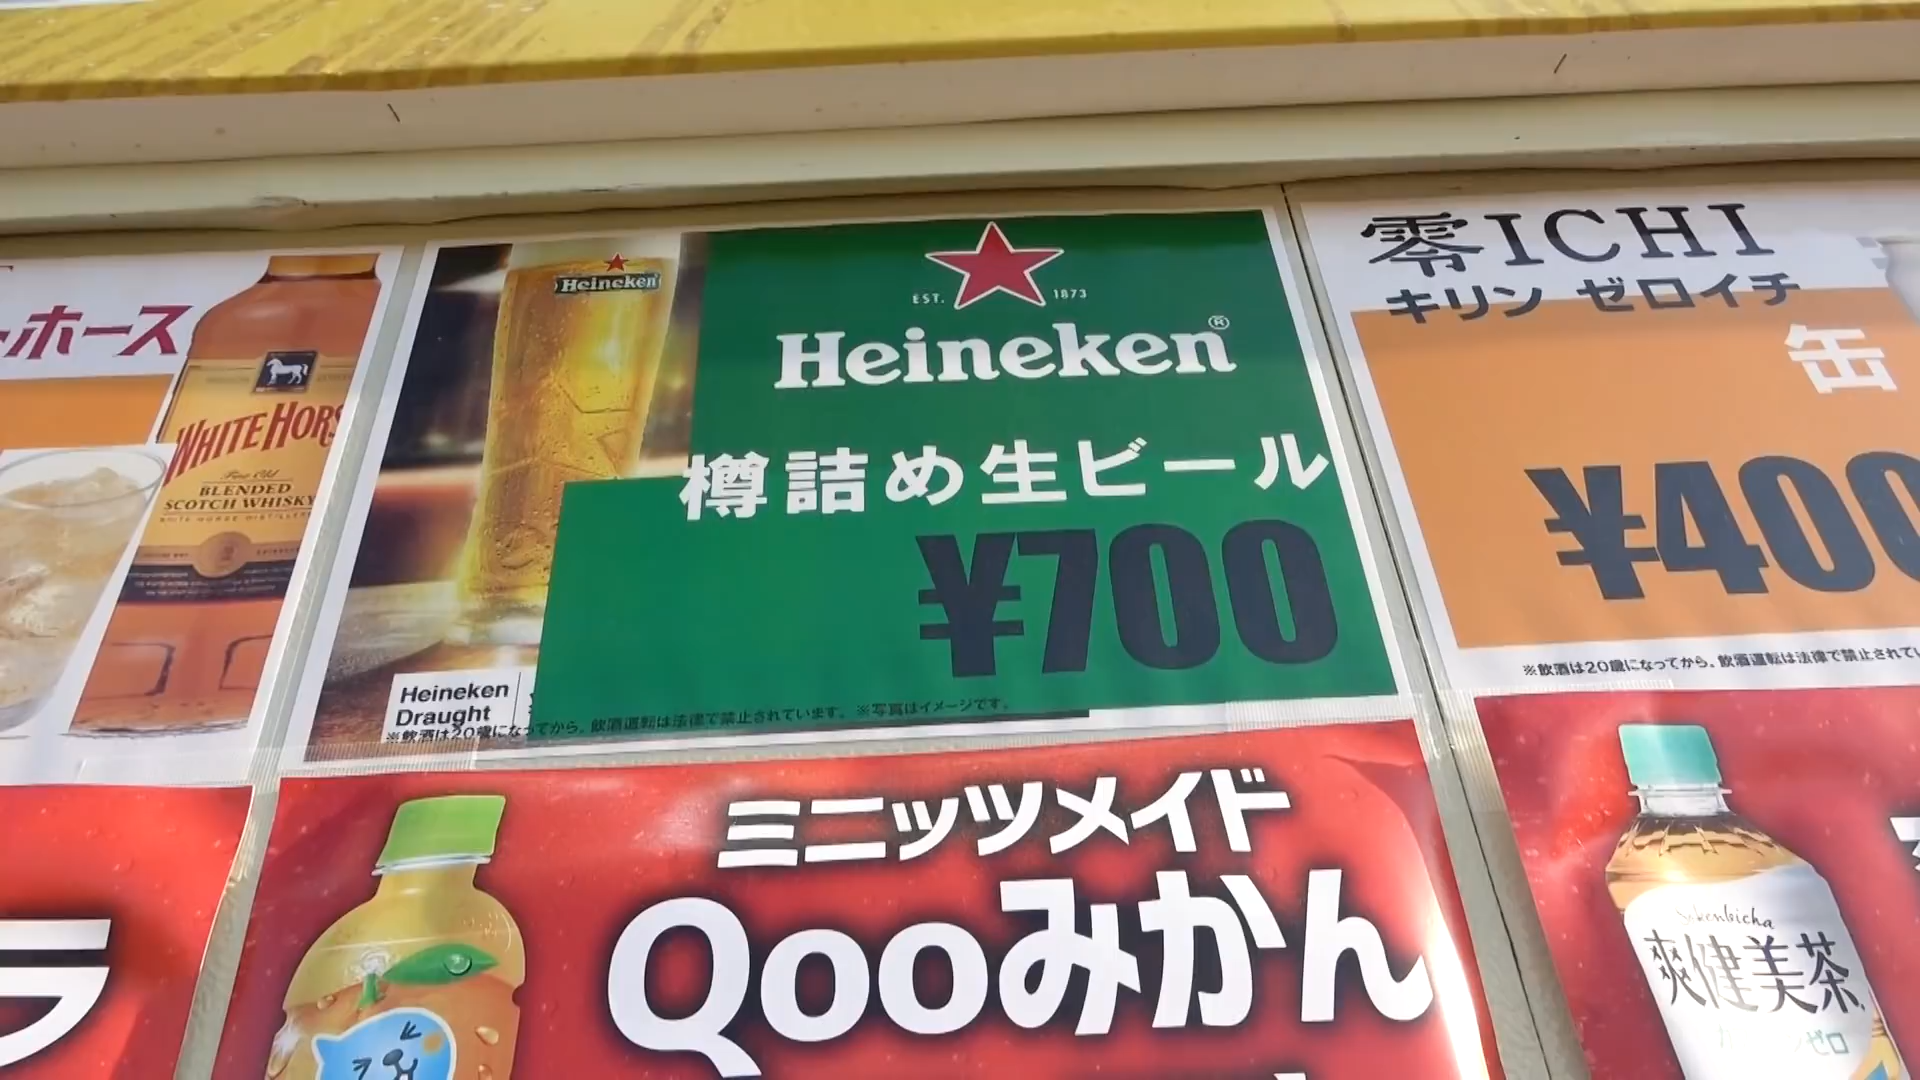 ホース
WHITE HORS
Fine Old
BLENDED
SCOTCH WHISKY
Heineken
EST. 1873
Heineken®
樽詰め生ビール
¥700
Heineken
Draught
※飲酒は20歳になってから。飲酒運転は法律で禁止されています。 ※写真はイメージです。
零ICHI
キリン ゼロイチ
缶
¥400
※飲酒は20歳になってから。飲酒運転は法律で禁止されてい
ラ
ミニッツメイド
Qooみかん
爽健美茶
ゼロ